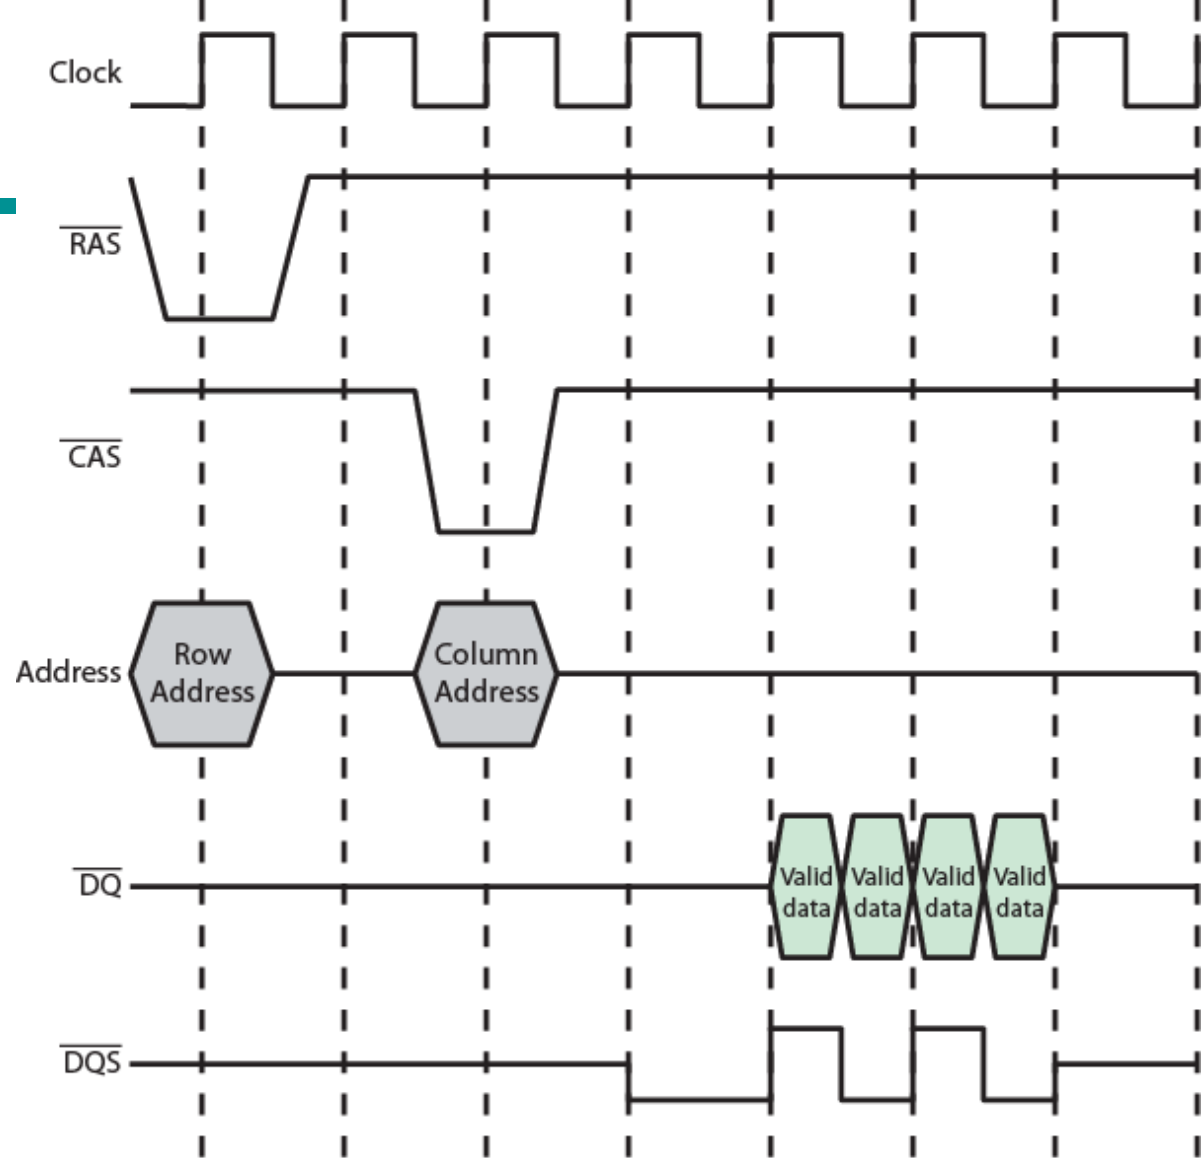 Clock
RAS
CAS
Address
Row
Address
Column
Address
DQ
Valid
data
Valid
data
Valid
data
Valid
data
DQS